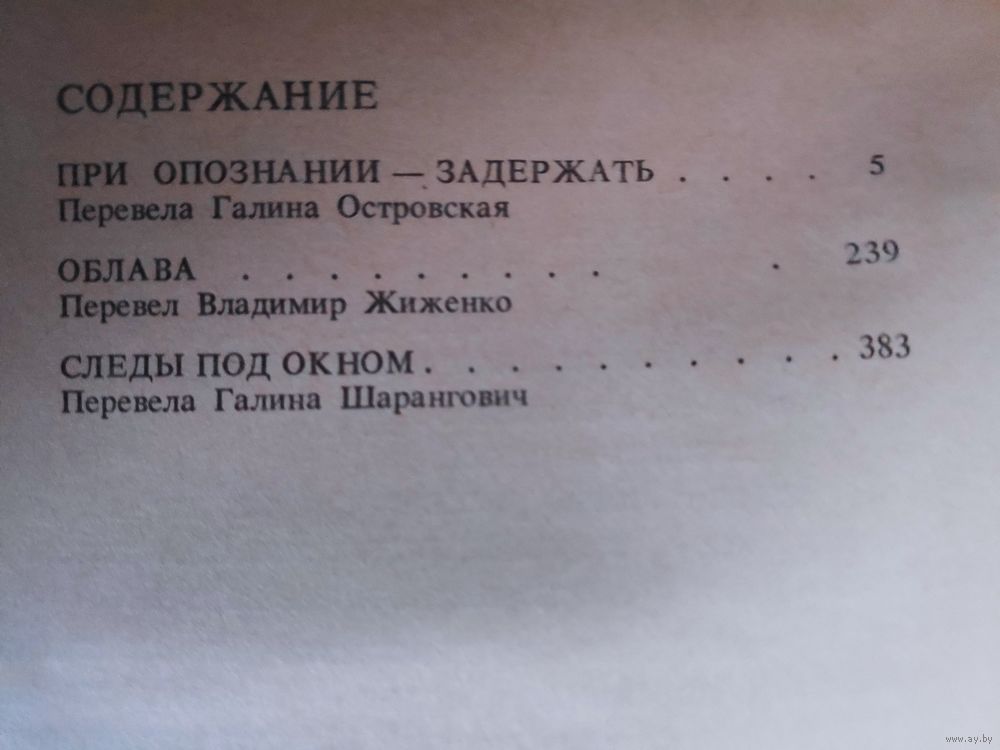 СОДЕРЖАНИЕ
ПРИ ОПОЗНАНИИ — ЗАДЕРЖАТЬ . . . . 5
Перевела Галина Островская
ОБЛАВА . . . . . . . . . . 239
Перевел Владимир Жиженко
СЛЕДЫ ПОД ОКНОМ . . . . . . . . . . 383
Перевела Галина Шарангович
www.ay.by